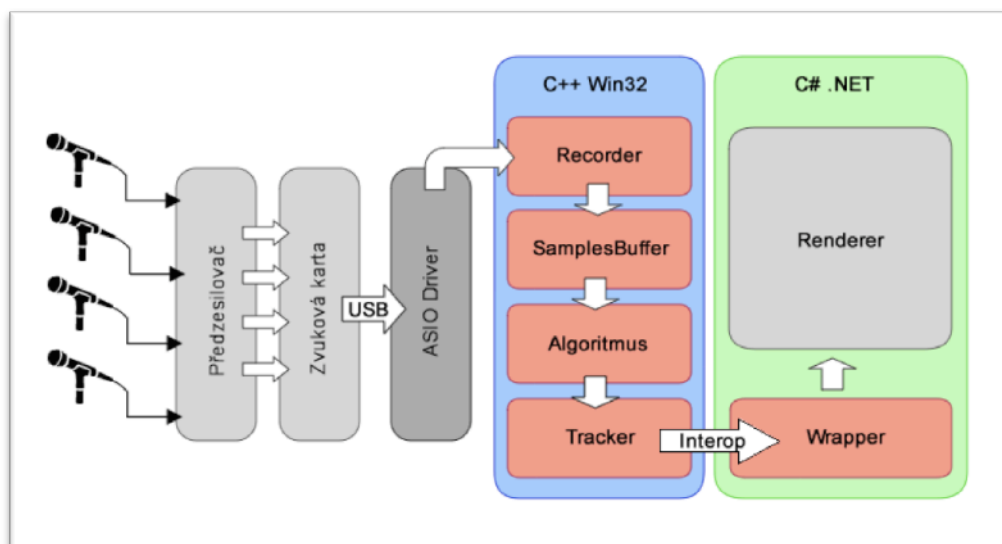 Předzesilovač
Zvuková karta
USB
ASIO Driver
C++ Win32
Recorder
SamplesBuffer
Algoritmus
Tracker
Interop
C# .NET
Renderer
Wrapper